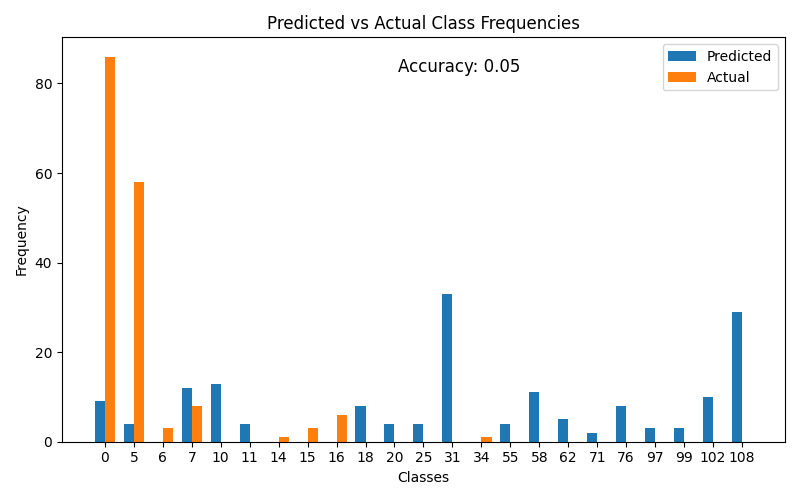 Predicted vs Actual Class Frequencies
Accuracy: 0.05
Predicted
Actual
Frequency
80
60
40
20
0
0 5 6 7 10 11 14 15 16 18 20 25 31 34 55 58 62 71 76 97 99 102 108
Classes